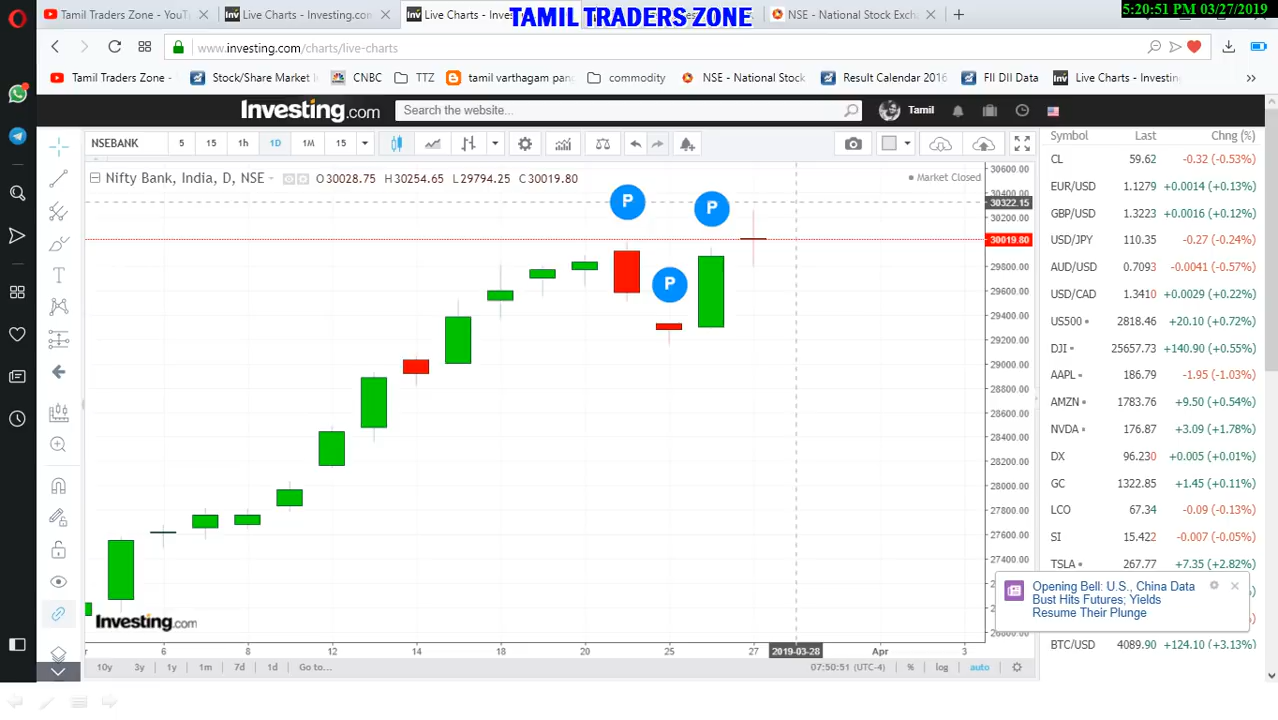 Tamil Traders Zone - YouT
Live Charts - Investing.com
Live Charts - Inves
TAMIL TRADERS ZONE
NSE - National Stock Exch
5:20:51 PM 03/27/2019
www.investing.com/charts/live-charts
Tamil Traders Zone -
Stock/Share Market
CNBC
TTZ
tamil varthagam pan
commodity
NSE - National Stock
Result Calendar 2016
FII DII Data
Live Charts - Investin
Investing.com
Search the website...
Tamil
NSEBANK
5
15
1h
1D
1M
15
Nifty Bank, India, D, NSE
O30028.75 H30254.65 L29794.25 C30019.80
Market Closed
P
P
P
30600.00
30400.00
30322.15
30200.00
30019.80
29800.00
29600.00
29400.00
29200.00
29000.00
28800.00
28600.00
28400.00
28200.00
28000.00
27800.00
27600.00
27400.00
Symbol Last Chng (%)
CL 59.62 -0.32 (-0.53%)
EUR/USD 1.1279 +0.0014 (+0.13%)
GBP/USD 1.3223 +0.0016 (+0.12%)
USD/JPY 110.35 -0.27 (-0.24%)
AUD/USD 0.7093 -0.0041 (-0.57%)
USD/CAD 1.3410 +0.0029 (+0.22%)
US500 2818.46 +20.10 (+0.72%)
DJI 25657.73 +140.90 (+0.55%)
AAPL 186.79 -1.95 (-1.03%)
AMZN 1783.76 +9.50 (+0.54%)
NVDA 176.87 +3.09 (+1.78%)
DX 96.230 +0.005 (+0.01%)
GC 1322.85 +1.45 (+0.11%)
LCO 67.34 -0.09 (-0.13%)
SI 15.422 -0.007 (-0.05%)
TSLA 267.77 +7.35 (+2.82%)
Opening Bell: U.S., China Data
Bust Hits Futures; Yields
Resume Their Plunge
BTC/USD 4089.90 +124.10 (+3.13%)
Investing.com
6 8 12 14 18 20 25 27 2019-03-28 Apr 3
10y 3y 1y 1m 7d 1d Go to...
07:50:51 (UTC-4) % log auto